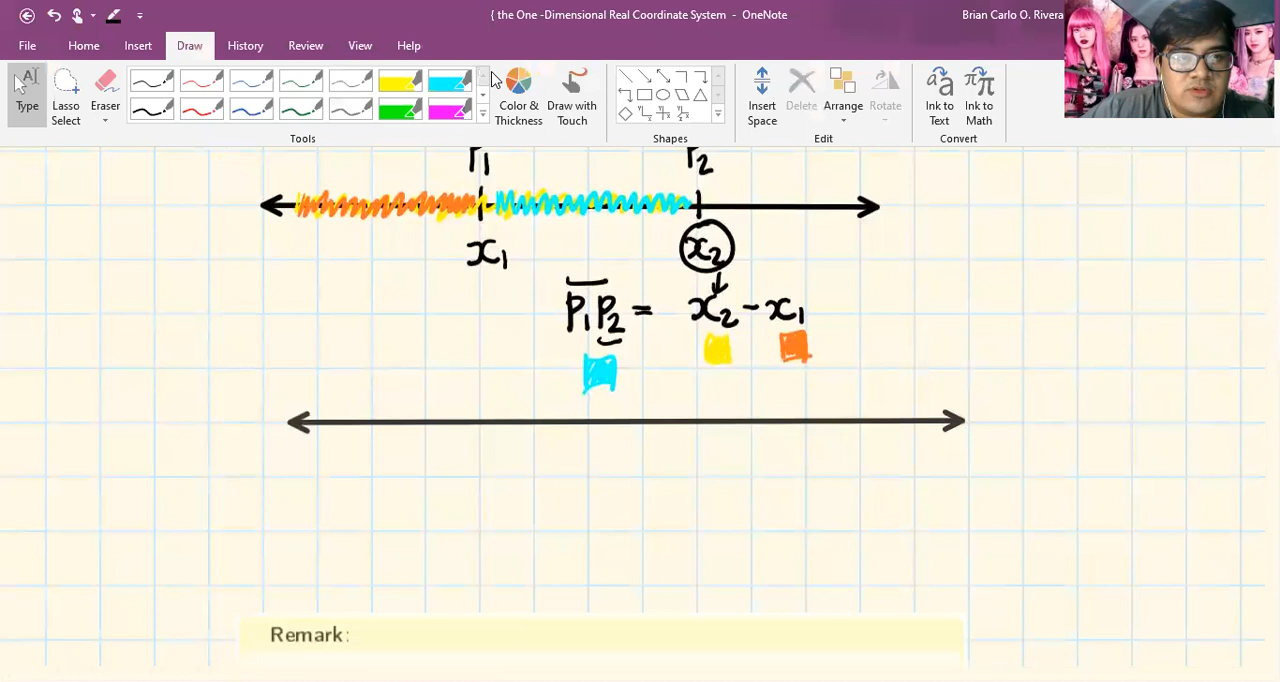 { the One -Dimensional Real Coordinate System - OneNote
Brian Carlo O. Rivera
File Home Insert Draw History Review View Help
Type
Lasso Select
Eraser
Color & Thickness
Draw with Touch
Insert Space
Delete
Arrange
Rotate
Ink to Text
Ink to Math
Tools
Shapes
Edit
Convert
P₁ P₂
x₁ x₂
P₁P₂ = x₂ - x₁
Remark: